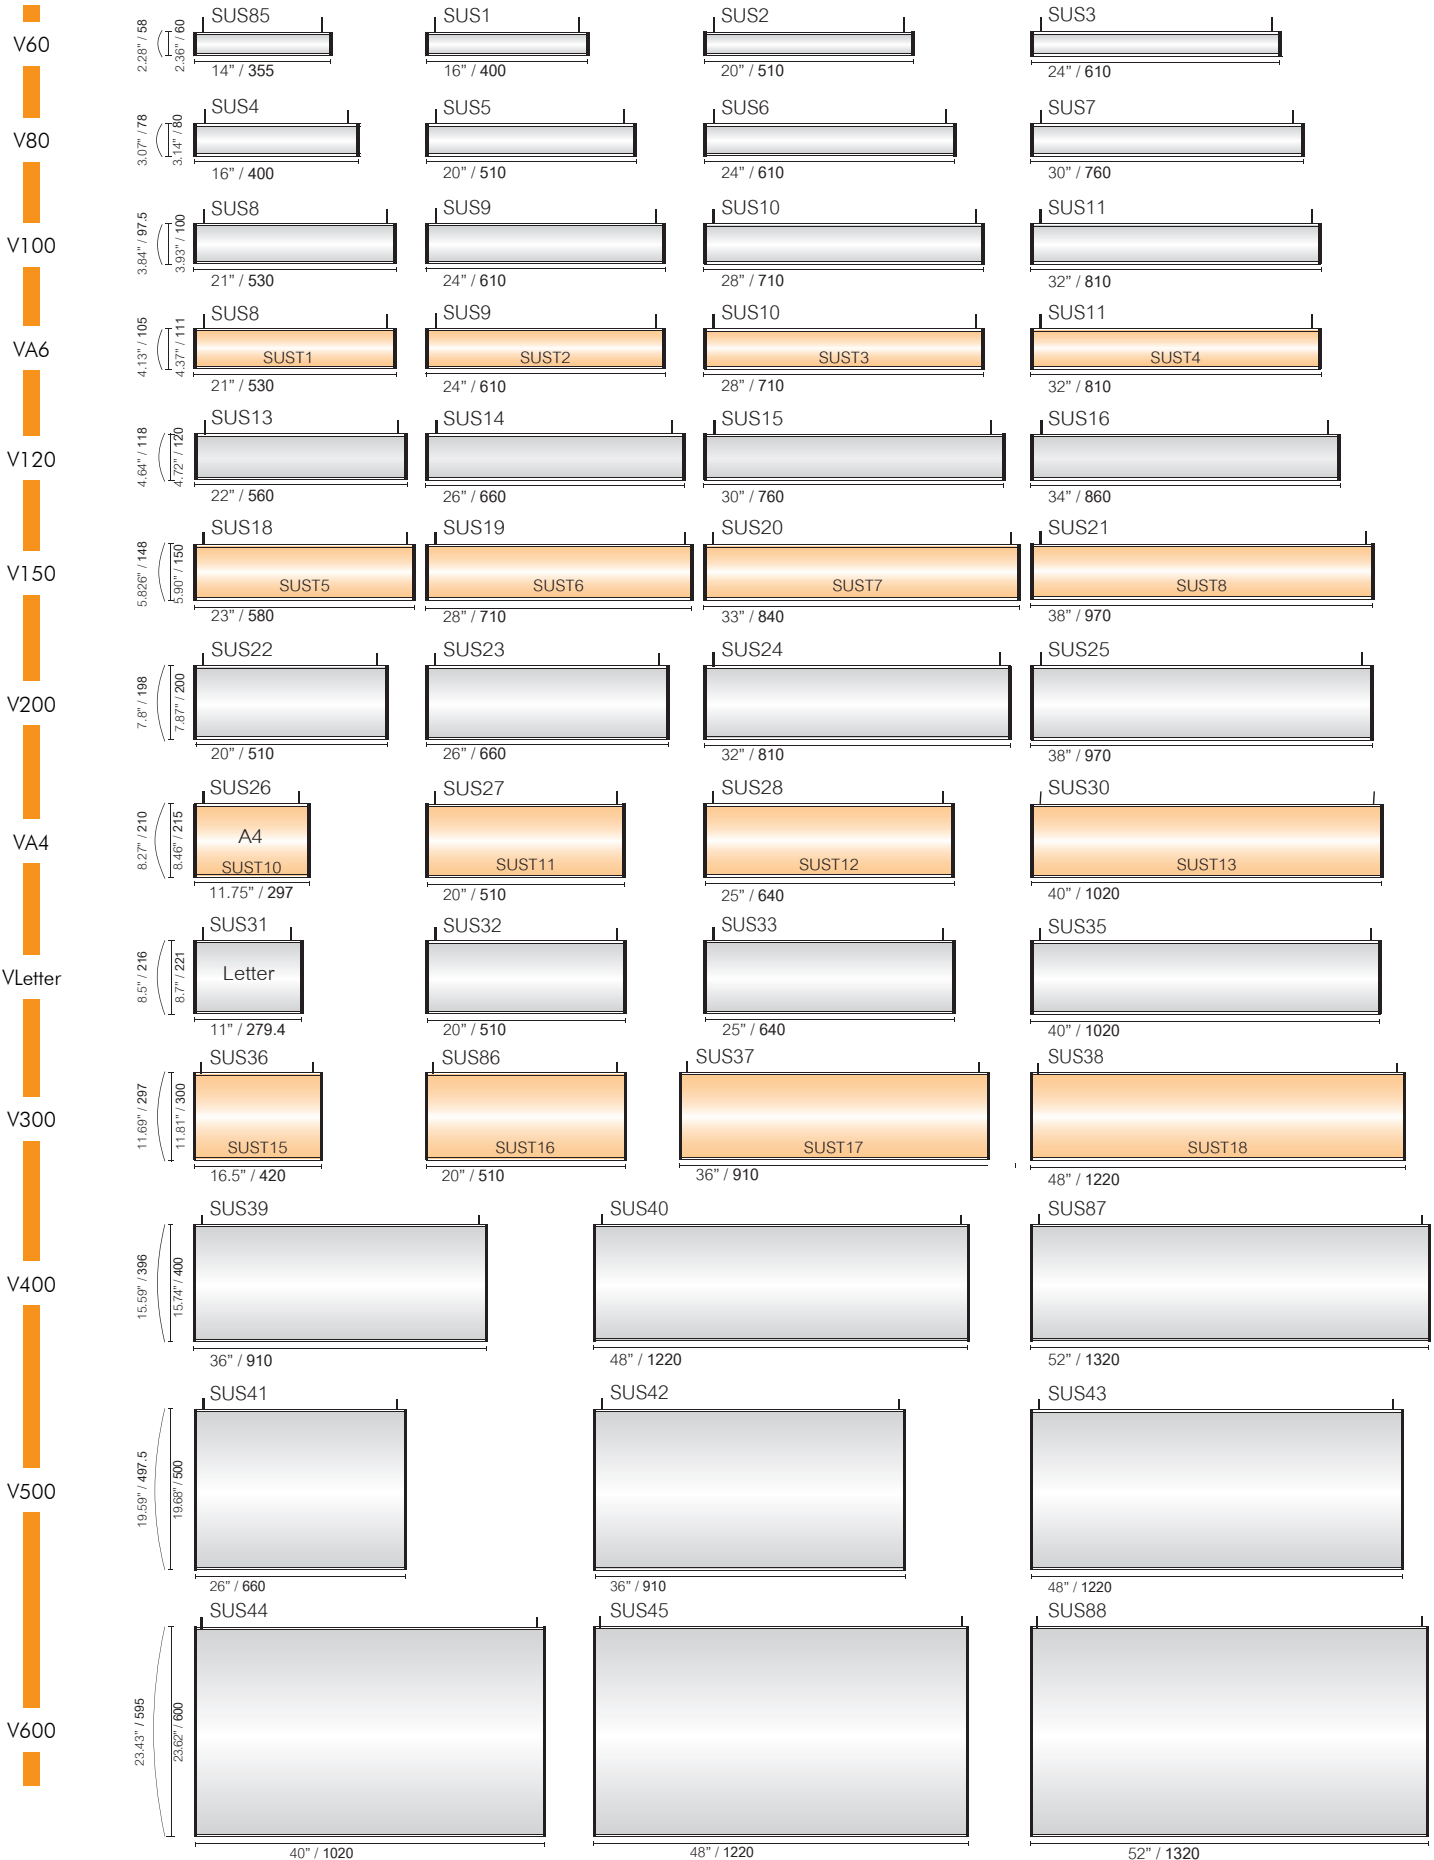 V60
2.28" / 58
2.36" / 60
SUS85
14” / 355
SUS1
16” / 400
SUS2
20” / 510
SUS3
24” / 610
V80
3.07" / 78
3.14" / 80
SUS4
16” / 400
SUS5
20” / 510
SUS6
24” / 610
SUS7
30” / 760
V100
3.84" / 97.5
3.93" / 100
SUS8
21” / 530
SUS9
24” / 610
SUS10
28” / 710
SUS11
32” / 810
VA6
4.13" / 105
4.37" / 111
SUS8
SUST1
21” / 530
SUS9
SUST2
24” / 610
SUS10
SUST3
28” / 710
SUS11
SUST4
32” / 810
V120
4.64" / 118
4.72" / 120
SUS13
22” / 560
SUS14
26” / 660
SUS15
30” / 760
SUS16
34” / 860
V150
5.826" / 148
5.90" / 150
SUS18
SUST5
23” / 580
SUS19
SUST6
28” / 710
SUS20
SUST7
33” / 840
SUS21
SUST8
38” / 970
V200
7.8" / 198
7.87" / 200
SUS22
20” / 510
SUS23
26” / 660
SUS24
32” / 810
SUS25
38” / 970
VA4
8.27" / 210
8.46" / 215
SUS26
A4
SUST10
11.75” / 297
SUS27
SUST11
20” / 510
SUS28
SUST12
25” / 640
SUS30
SUST13
40” / 1020
VLetter
8.5" / 216
8.7" / 221
SUS31
Letter
11” / 279.4
SUS32
20” / 510
SUS33
25” / 640
SUS35
40” / 1020
V300
11.69" / 297
11.81" / 300
SUS36
SUST15
16.5” / 420
SUS86
SUST16
20” / 510
SUS37
SUST17
36” / 910
SUS38
SUST18
48” / 1220
V400
15.59" / 396
15.74" / 400
SUS39
36” / 910
SUS40
48” / 1220
SUS87
52” / 1320
V500
19.59" / 497.5
19.68" / 500
SUS41
26” / 660
SUS42
36” / 910
SUS43
48” / 1220
V600
23.43" / 595
23.62" / 600
SUS44
40” / 1020
SUS45
48” / 1220
SUS88
52” / 1320